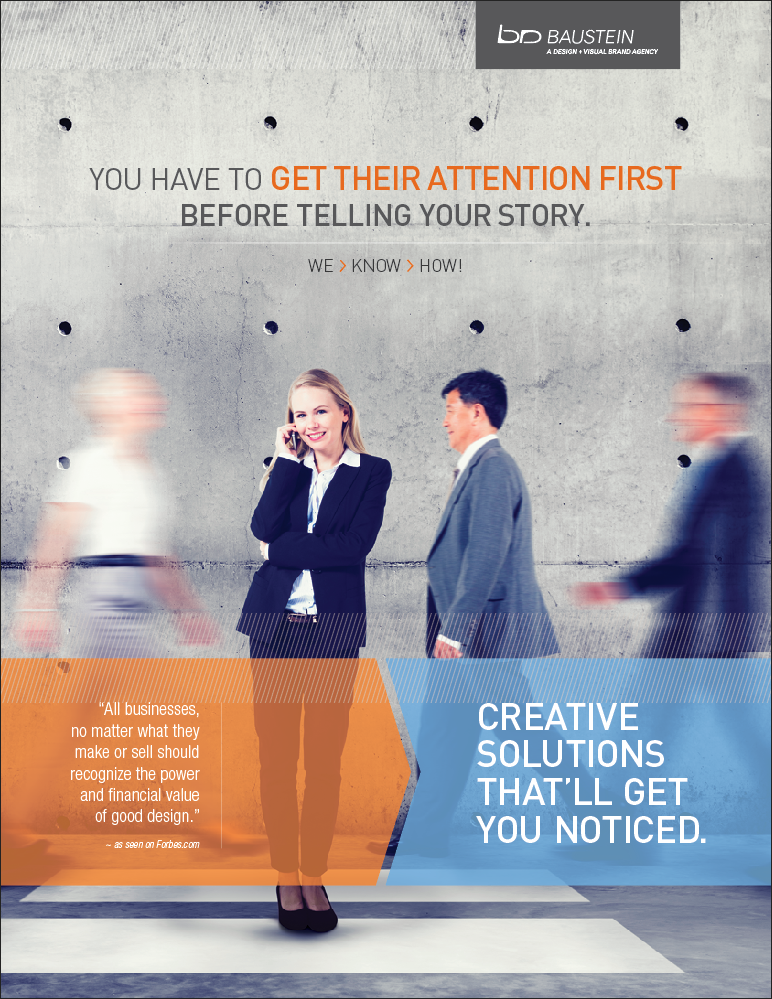 bd BAUSTEIN
A DESIGN + VISUAL BRAND AGENCY
YOU HAVE TO GET THEIR ATTENTION FIRST
BEFORE TELLING YOUR STORY.
WE > KNOW > HOW!
“All businesses,
no matter what they
make or sell should
recognize the power
and financial value
of good design.”
~ as seen on Forbes.com
CREATIVE
SOLUTIONS
THAT’LL GET
YOU NOTICED.